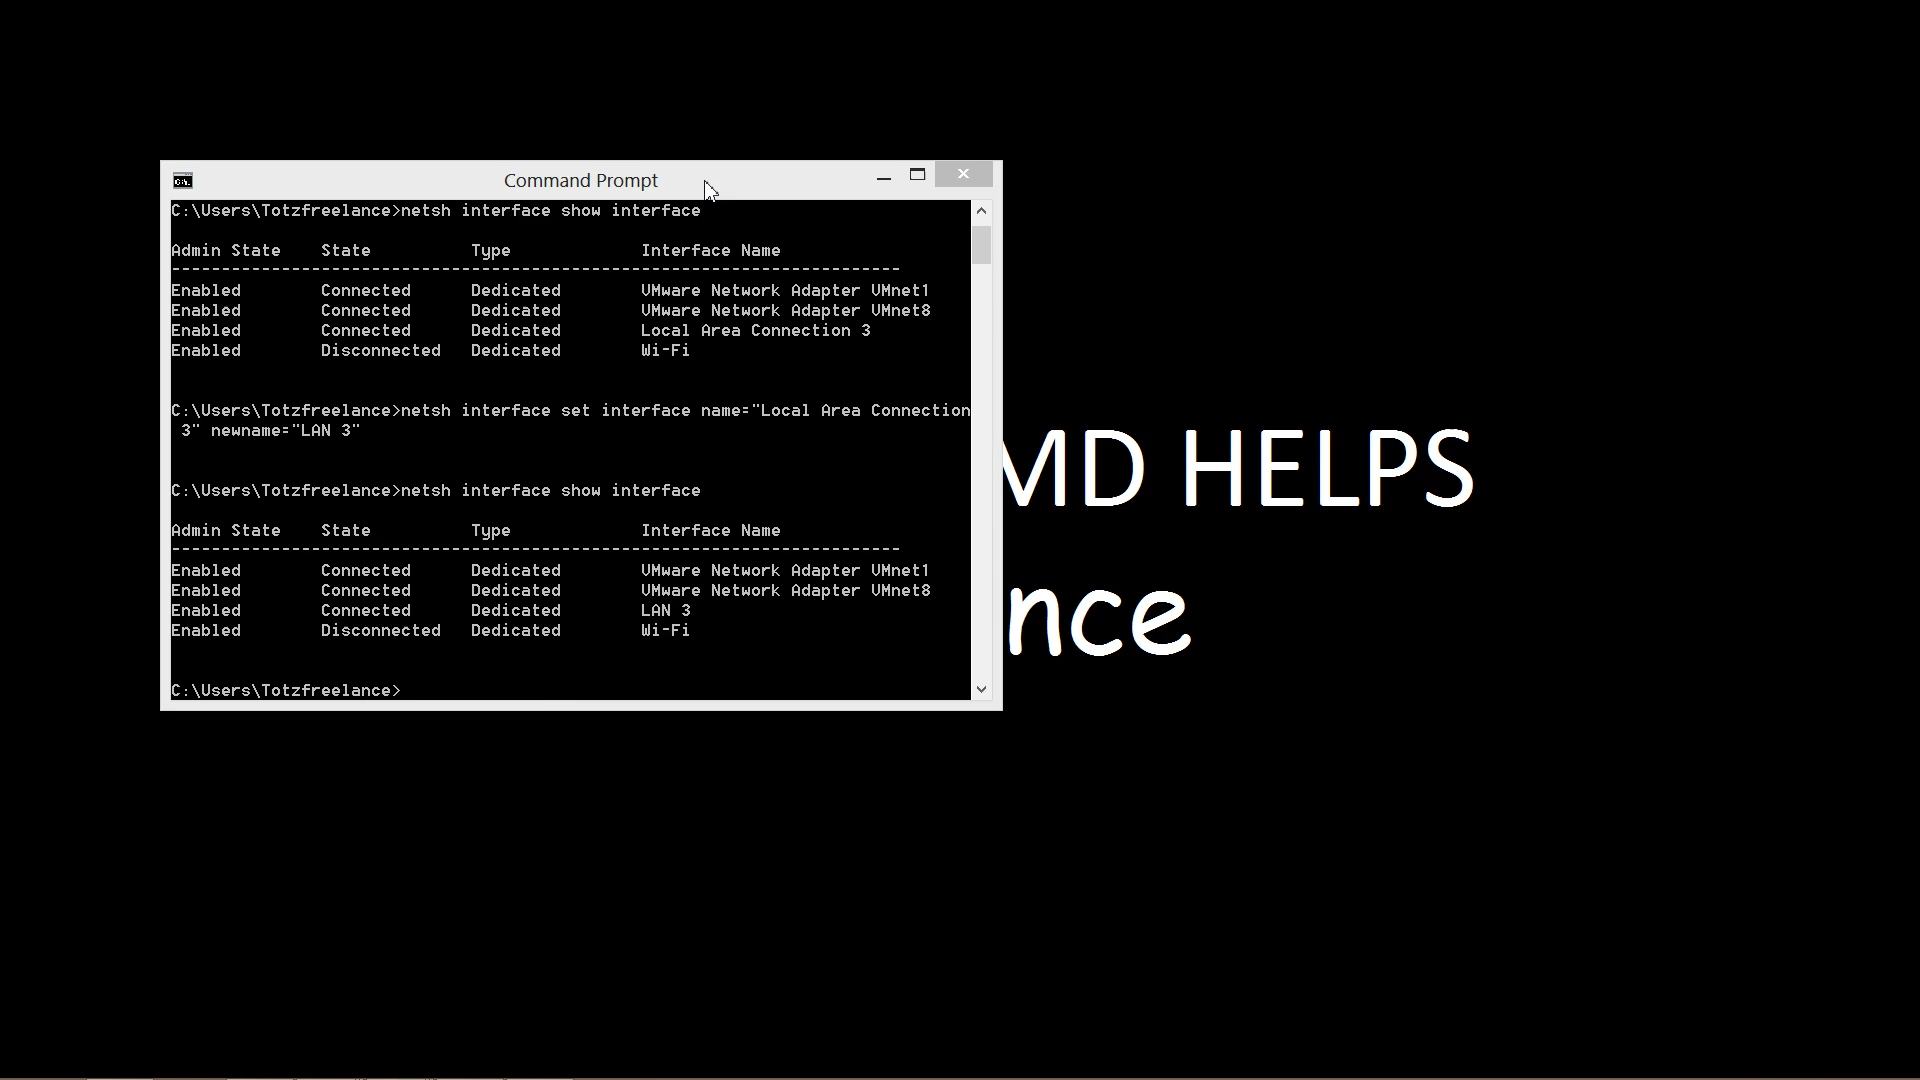 Command Prompt
C:\Users\Totzfreelance>netsh interface show interface
Admin State    State          Type             Interface Name
-------------------------------------------------------------------------
Enabled        Connected      Dedicated        VMware Network Adapter VMnet1
Enabled        Connected      Dedicated        VMware Network Adapter VMnet8
Enabled        Connected      Dedicated        Local Area Connection 3
Enabled        Disconnected   Dedicated        Wi-Fi
C:\Users\Totzfreelance>netsh interface set interface name="Local Area Connection
 3" newname="LAN 3"
C:\Users\Totzfreelance>netsh interface show interface
Admin State    State          Type             Interface Name
-------------------------------------------------------------------------
Enabled        Connected      Dedicated        VMware Network Adapter VMnet1
Enabled        Connected      Dedicated        VMware Network Adapter VMnet8
Enabled        Connected      Dedicated        LAN 3
Enabled        Disconnected   Dedicated        Wi-Fi
C:\Users\Totzfreelance>
MD HELPS
nce